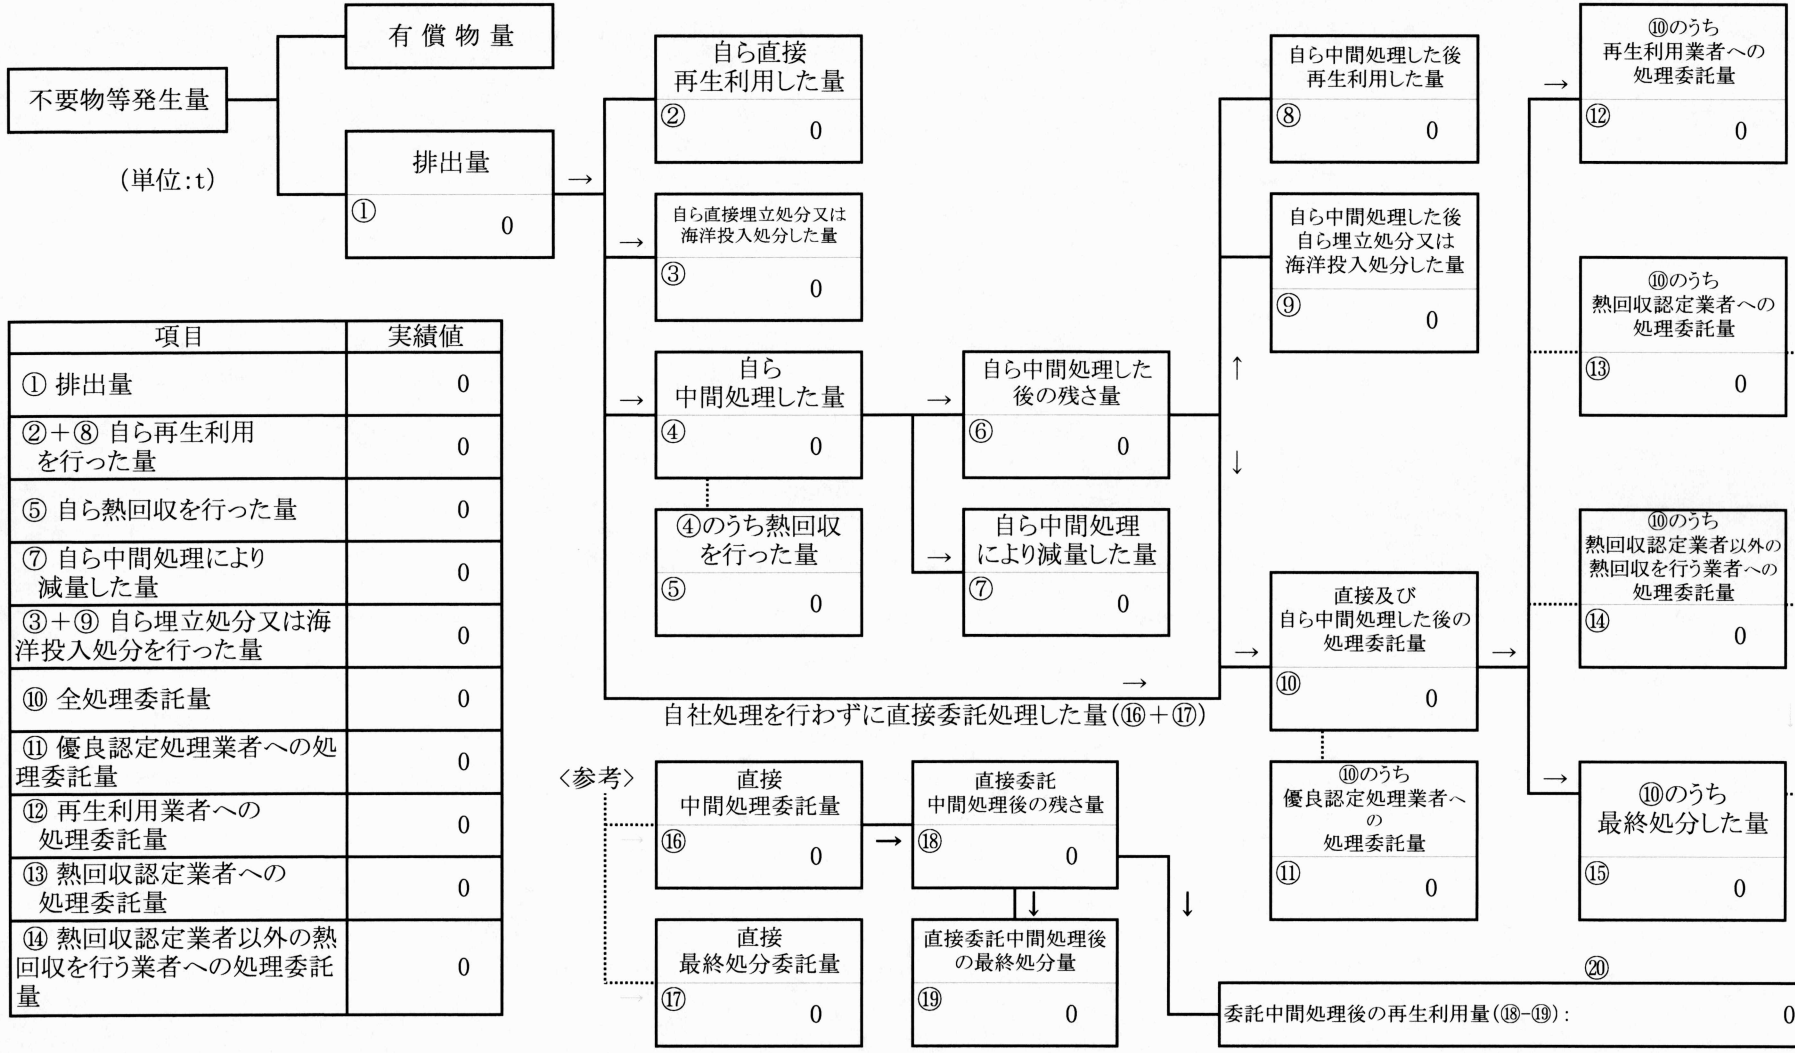 不要物等発生量
有償物量
(単位:t)
排出量
①
0
→
自ら直接
再生利用した量
②
0
→
自ら直接埋立処分又は
海洋投入処分した量
③
0
→
自ら
中間処理した量
④
0
④のうち熱回収
を行った量
⑤
0
→
自ら中間処理した
後の残さ量
⑥
0
→
自ら中間処理
により減量した量
⑦
0
↑
↓
自ら中間処理した後
再生利用した量
⑧
0
自ら中間処理した後
自ら埋立処分又は
海洋投入処分した量
⑨
0
→
自社処理を行わずに直接委託処理した量(⑯+⑰)
→
直接及び
自ら中間処理した後の
処理委託量
⑩
0
→
⑩のうち
優良認定処理業者へ
の
処理委託量
⑪
0
→
⑩のうち
再生利用業者への
処理委託量
⑫
0
⑩のうち
熱回収認定業者への
処理委託量
⑬
0
⑩のうち
熱回収認定業者以外の
熱回収を行う業者への
処理委託量
⑭
0
→
⑩のうち
最終処分した量
⑮
0
項目 実績値
① 排出量 0
②+⑧ 自ら再生利用
を行った量 0
⑤ 自ら熱回収を行った量 0
⑦ 自ら中間処理により
減量した量 0
③+⑨ 自ら埋立処分又は海
洋投入処分を行った量 0
⑩ 全処理委託量 0
⑪ 優良認定処理業者への処
理委託量 0
⑫ 再生利用業者への
処理委託量 0
⑬ 熱回収認定業者への
処理委託量 0
⑭ 熱回収認定業者以外の熱
回収を行う業者への処理委託
量 0
<参考>
直接
中間処理委託量
⑯
0
→
直接委託
中間処理後の残さ量
⑱
0
↓
↓
直接
最終処分委託量
⑰
0
直接委託中間処理後
の最終処分量
⑲
0
⑳
委託中間処理後の再生利用量(⑱-⑲): 0